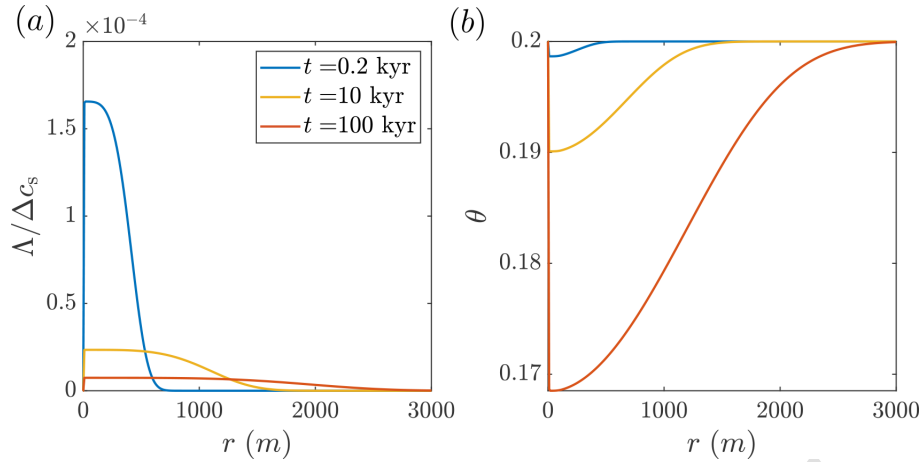 (a)
×10⁻⁴
2
1.5
1
0.5
0
Λ/Δcₛ
t =0.2 kyr
t =10 kyr
t =100 kyr
0 1000 2000 3000
r (m)
(b)
0.2
0.19
0.18
0.17
θ
0 1000 2000 3000
r (m)